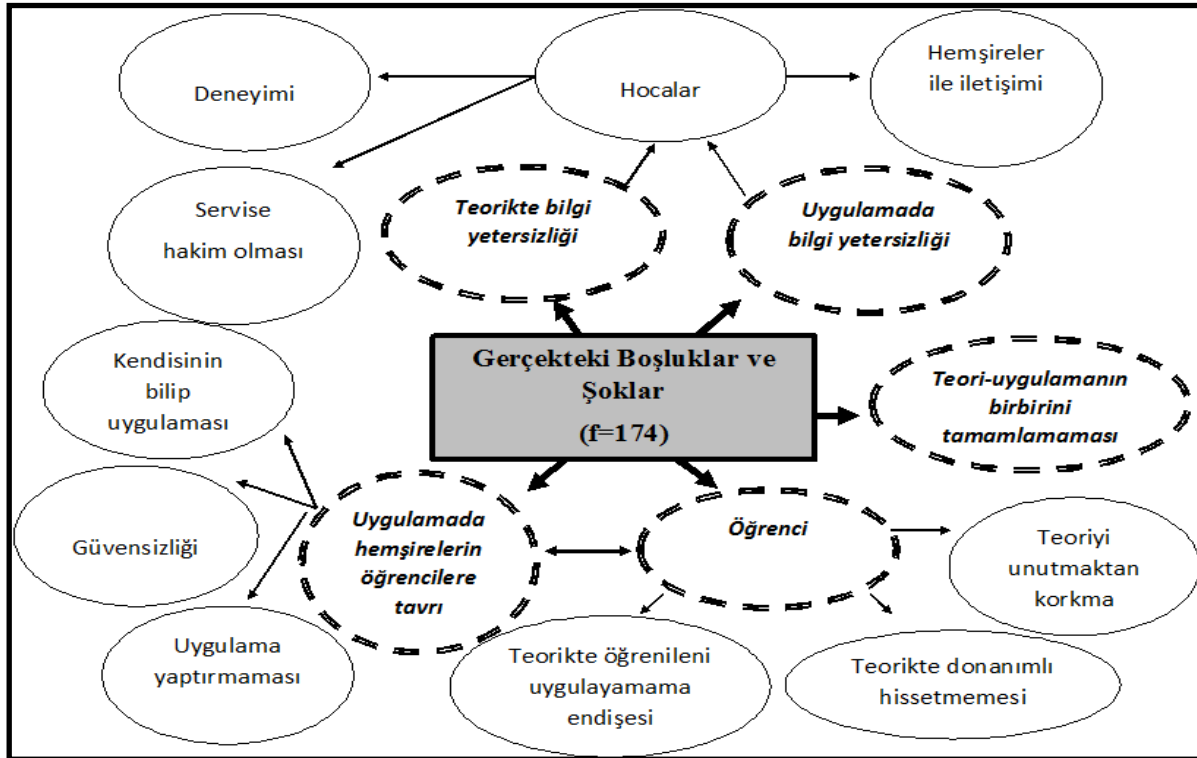 Deneyimi
Hocalar
Hemşireler
ile iletişimi
Servise
hakim olması
Teorikte bilgi
yetersizliği
Uygulamada
bilgi yetersizliği
Gerçekteki Boşluklar ve
Şoklar
(f=174)
Kendisinin
bilip
uygulaması
Teori-uygulamanın
birbirini
tamamlamaması
Güvensizliği
Uygulamada
hemşirelerin
öğrencilere
tavrı
Öğrenci
Teoriyi
unutmaktan
korkma
Uygulama
yaptırmaması
Teorikte öğrenileni
uygulayamama
endişesi
Teorikte donanımlı
hissetmemesi